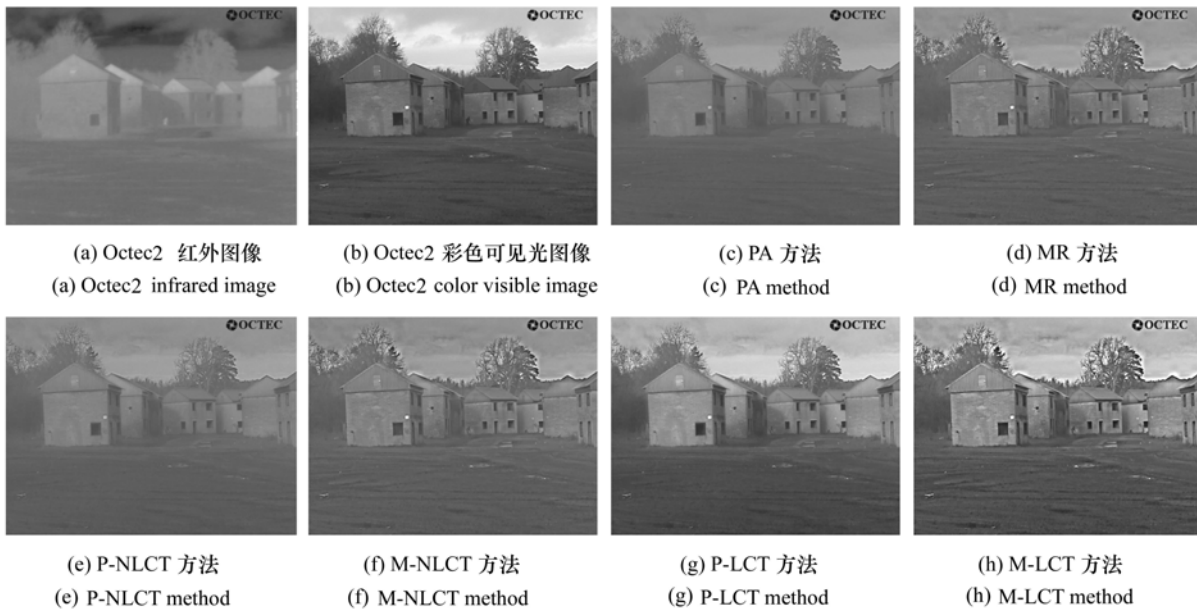 OCTEC
OCTEC
OCTEC
OCTEC
(a) Octec2 红外图像
(a) Octec2 infrared image
(b) Octec2 彩色可见光图像
(b) Octec2 color visible image
(c) PA 方法
(c) PA method
(d) MR 方法
(d) MR method
OCTEC
OCTEC
OCTEC
OCTEC
(e) P-NLCT 方法
(e) P-NLCT method
(f) M-NLCT 方法
(f) M-NLCT method
(g) P-LCT 方法
(g) P-LCT method
(h) M-LCT 方法
(h) M-LCT method